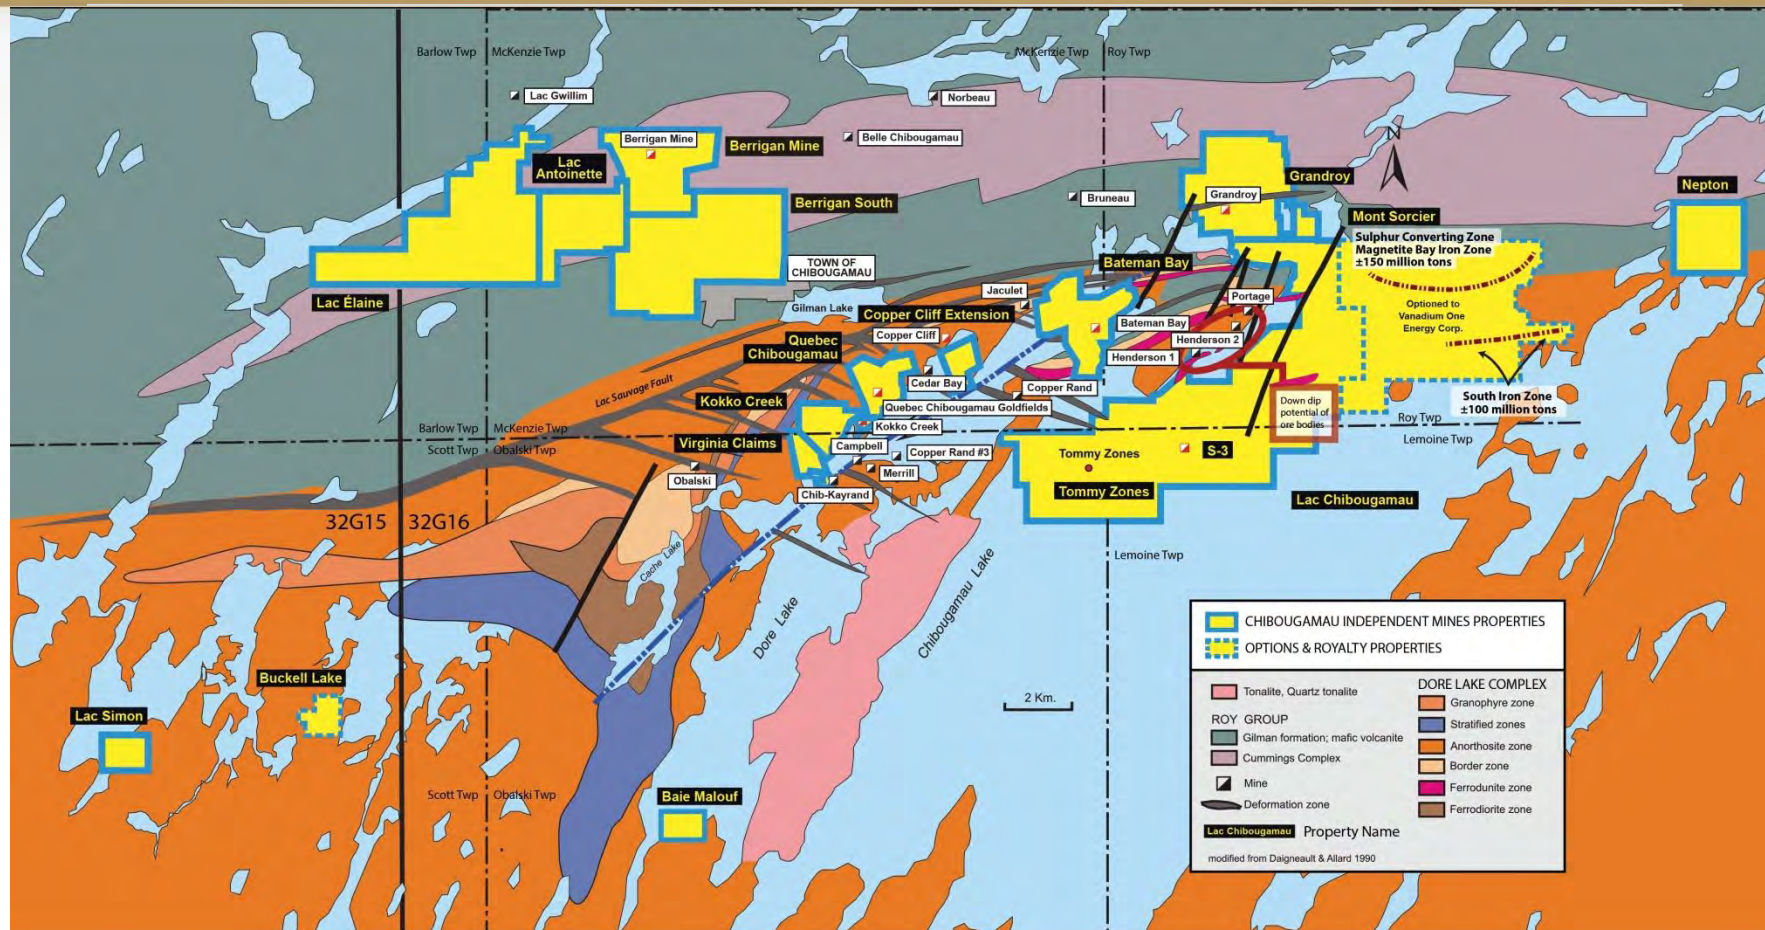 Barlow Twp
McKenzie Twp
McKenzie Twp
Roy Twp
Lac Gwillim
Norbeau
Belle Chibougamau
Berrigan Mine
Berrigan Mine
Lac
Antoinette
Berrigan South
Bruneau
Grandroy
Grandroy
N
Nepton
Mont Sorcier
Sulphur Converting Zone
Magnetite Bay Iron Zone
±150 million tons
TOWN OF
CHIBOUGAMAU
Bateman Bay
Lac Élaine
Gilman Lake
Jaculet
Portage
Optioned to
Vanadium One
Energy Corp.
Copper Cliff Extension
Bateman Bay
Copper Cliff
Henderson 2
Quebec
Chibougamau
Henderson 1
Cedar Bay
Copper Rand
Lac Sauvage Fault
Kokko Creek
Quebec Chibougamau Goldfields
Down dip
potential of
ore bodies
South Iron Zone
±100 million tons
Roy Twp
Lemoine Twp
Barlow Twp
McKenzie Twp
Kokko Creek
Scott Twp
Obalski Twp
Virginia Claims
Campbell
Copper Rand #3
Tommy Zones
S-3
Merrill
Obalski
Chib-Kayrand
Tommy Zones
Lac Chibougamau
32G15
32G16
Cache Lake
Lemoine Twp
Dore Lake
Chibougamau Lake
Buckell Lake
Lac Simon
2 Km.
Scott Twp
Obalski Twp
Baie Malouf
CHIBOUGAMAU INDEPENDENT MINES PROPERTIES
OPTIONS & ROYALTY PROPERTIES
Tonalite, Quartz tonalite
ROY GROUP
Gilman formation; mafic volcanite
Cummings Complex
Mine
Deformation zone
Lac Chibougamau
Property Name
modified from Daigneault & Allard 1990
DORE LAKE COMPLEX
Granophyre zone
Stratified zones
Anorthosite zone
Border zone
Ferrodunite zone
Ferrodiorite zone